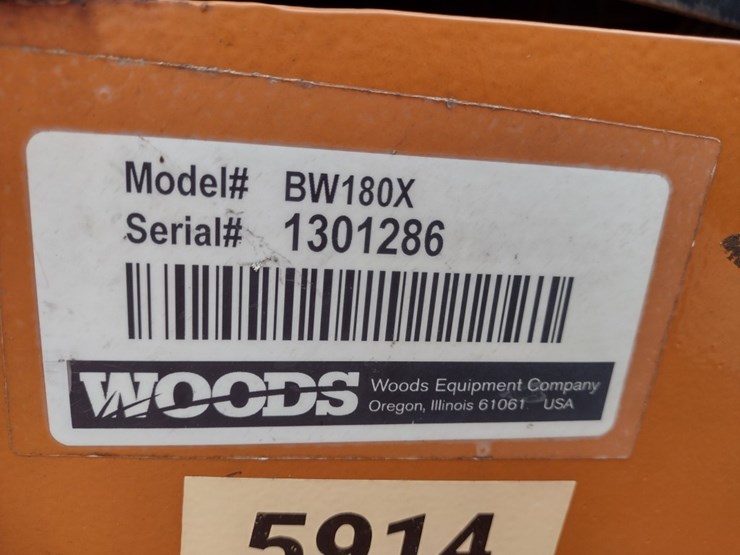 Model# BW180X
Serial# 1301286
WOODS
Woods Equipment Company
Oregon, Illinois 61061 USA
5914